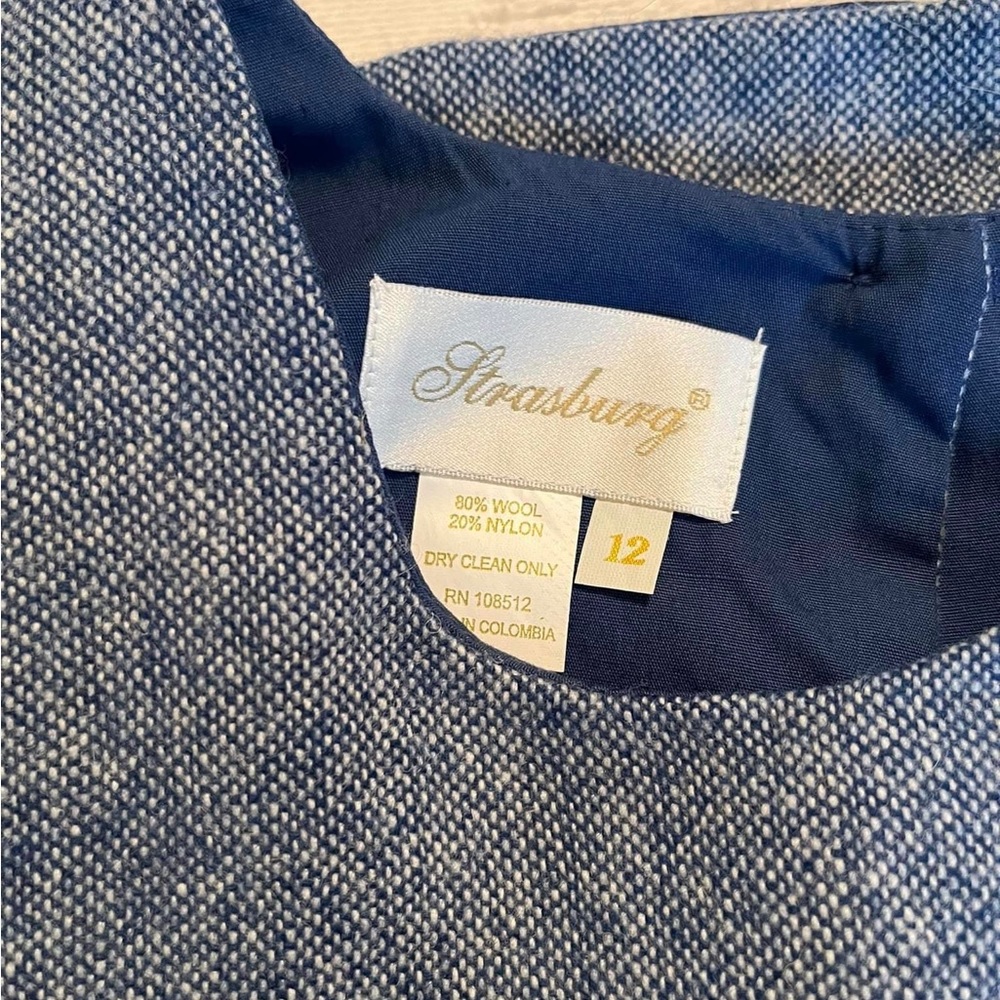 Strasburg®
80% WOOL
20% NYLON
DRY CLEAN ONLY
RN 108512
IN COLOMBIA
12